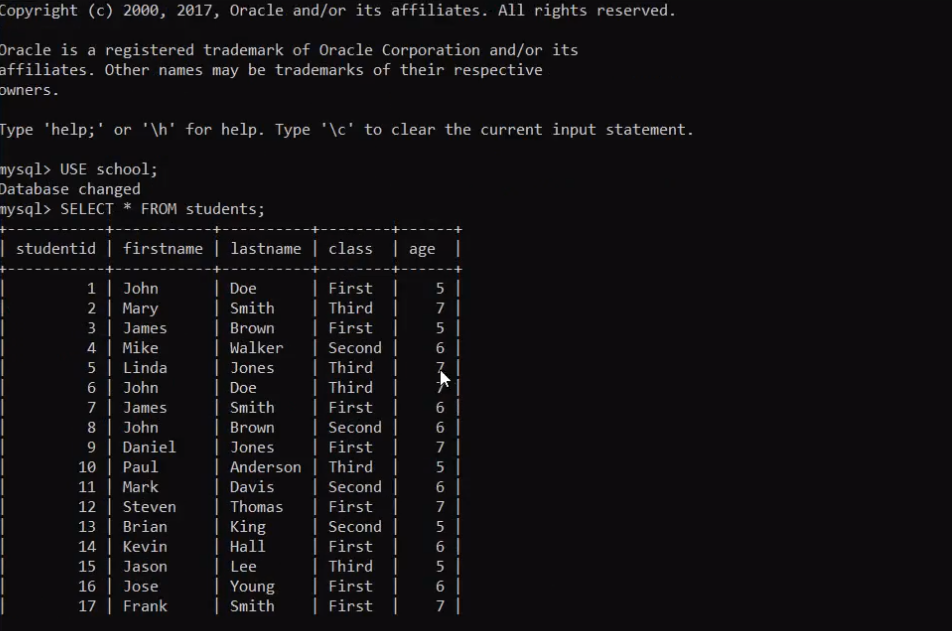 Copyright (c) 2000, 2017, Oracle and/or its affiliates. All rights reserved.
Oracle is a registered trademark of Oracle Corporation and/or its
affiliates. Other names may be trademarks of their respective
owners.
Type 'help;' or '\h' for help. Type '\c' to clear the current input statement.
mysql> USE school;
Database changed
mysql> SELECT * FROM students;
+-----------+-----------+----------+--------+------+
| studentid | firstname | lastname | class  | age  |
+-----------+-----------+----------+--------+------+
|         1 | John      | Doe      | First  |    5 |
|         2 | Mary      | Smith    | Third  |    7 |
|         3 | James     | Brown    | First  |    5 |
|         4 | Mike      | Walker   | Second |    6 |
|         5 | Linda     | Jones    | Third  |    7 |
|         6 | John      | Doe      | Third  |    7 |
|         7 | James     | Smith    | First  |    6 |
|         8 | John      | Brown    | Second |    6 |
|         9 | Daniel    | Jones    | First  |    7 |
|        10 | Paul      | Anderson | Third  |    5 |
|        11 | Mark      | Davis    | Second |    6 |
|        12 | Steven    | Thomas   | First  |    7 |
|        13 | Brian     | King     | Second |    5 |
|        14 | Kevin     | Hall     | First  |    6 |
|        15 | Jason     | Lee      | Third  |    5 |
|        16 | Jose      | Young    | First  |    6 |
|        17 | Frank     | Smith    | First  |    7 |